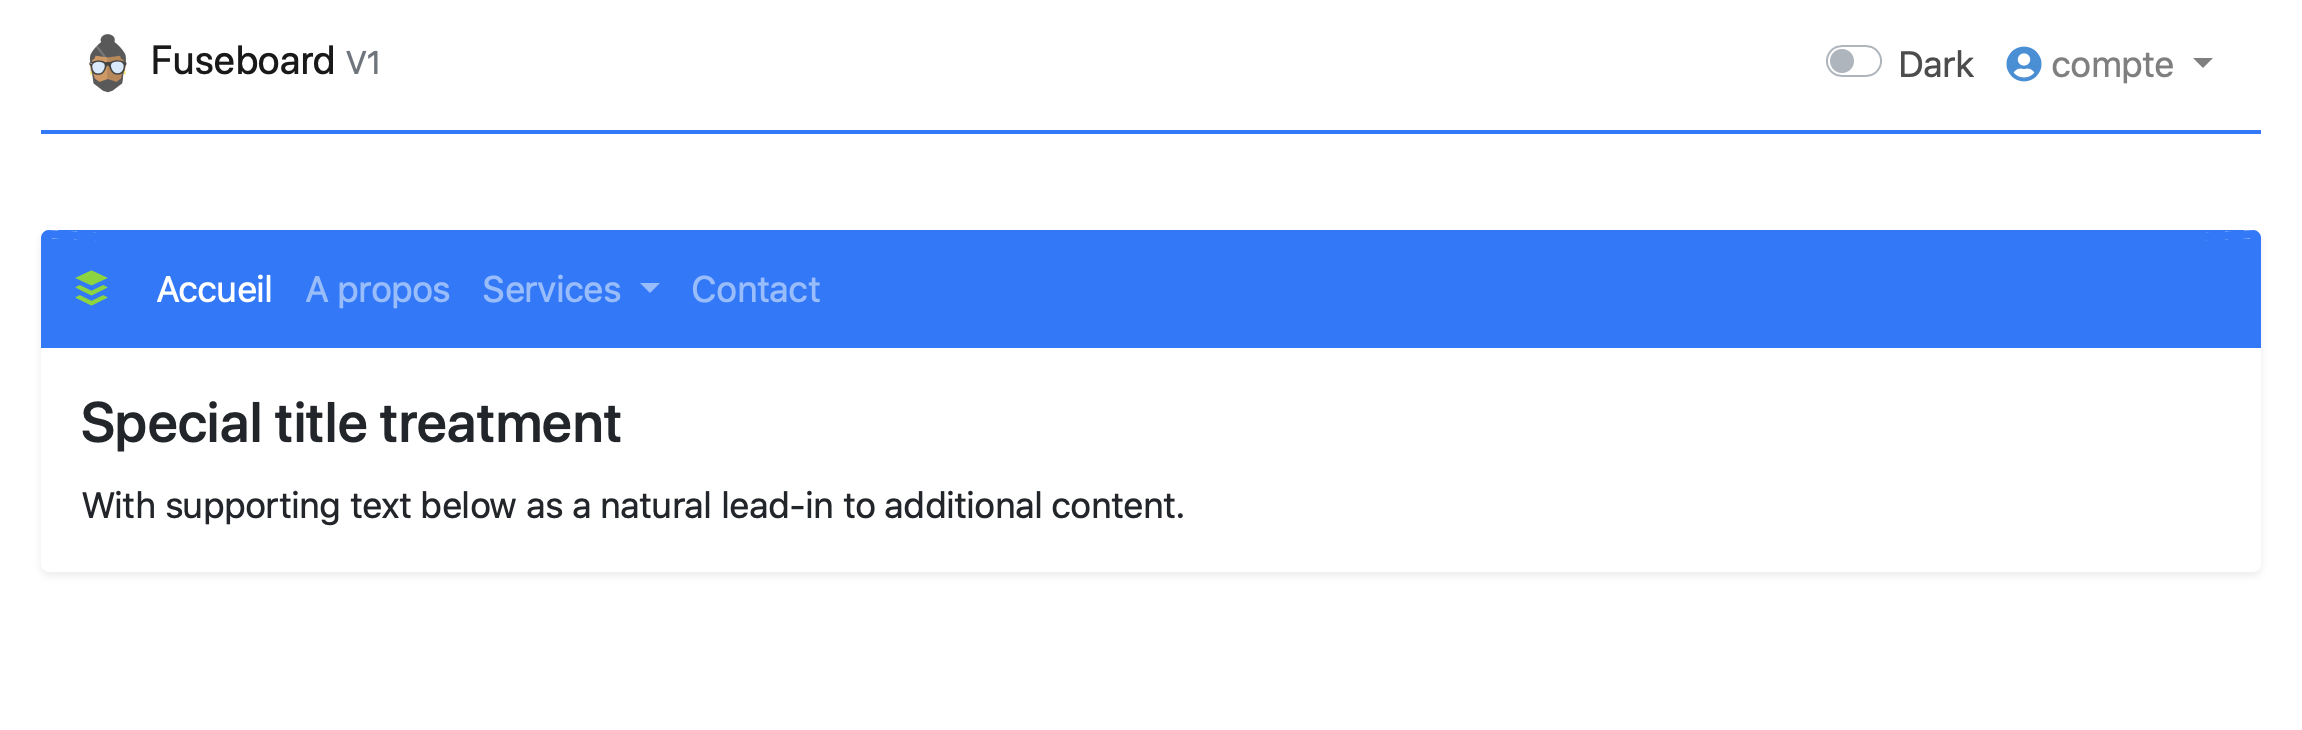 Fuseboard V1
Dark compte
Accueil A propos Services Contact
Special title treatment
With supporting text below as a natural lead-in to additional content.